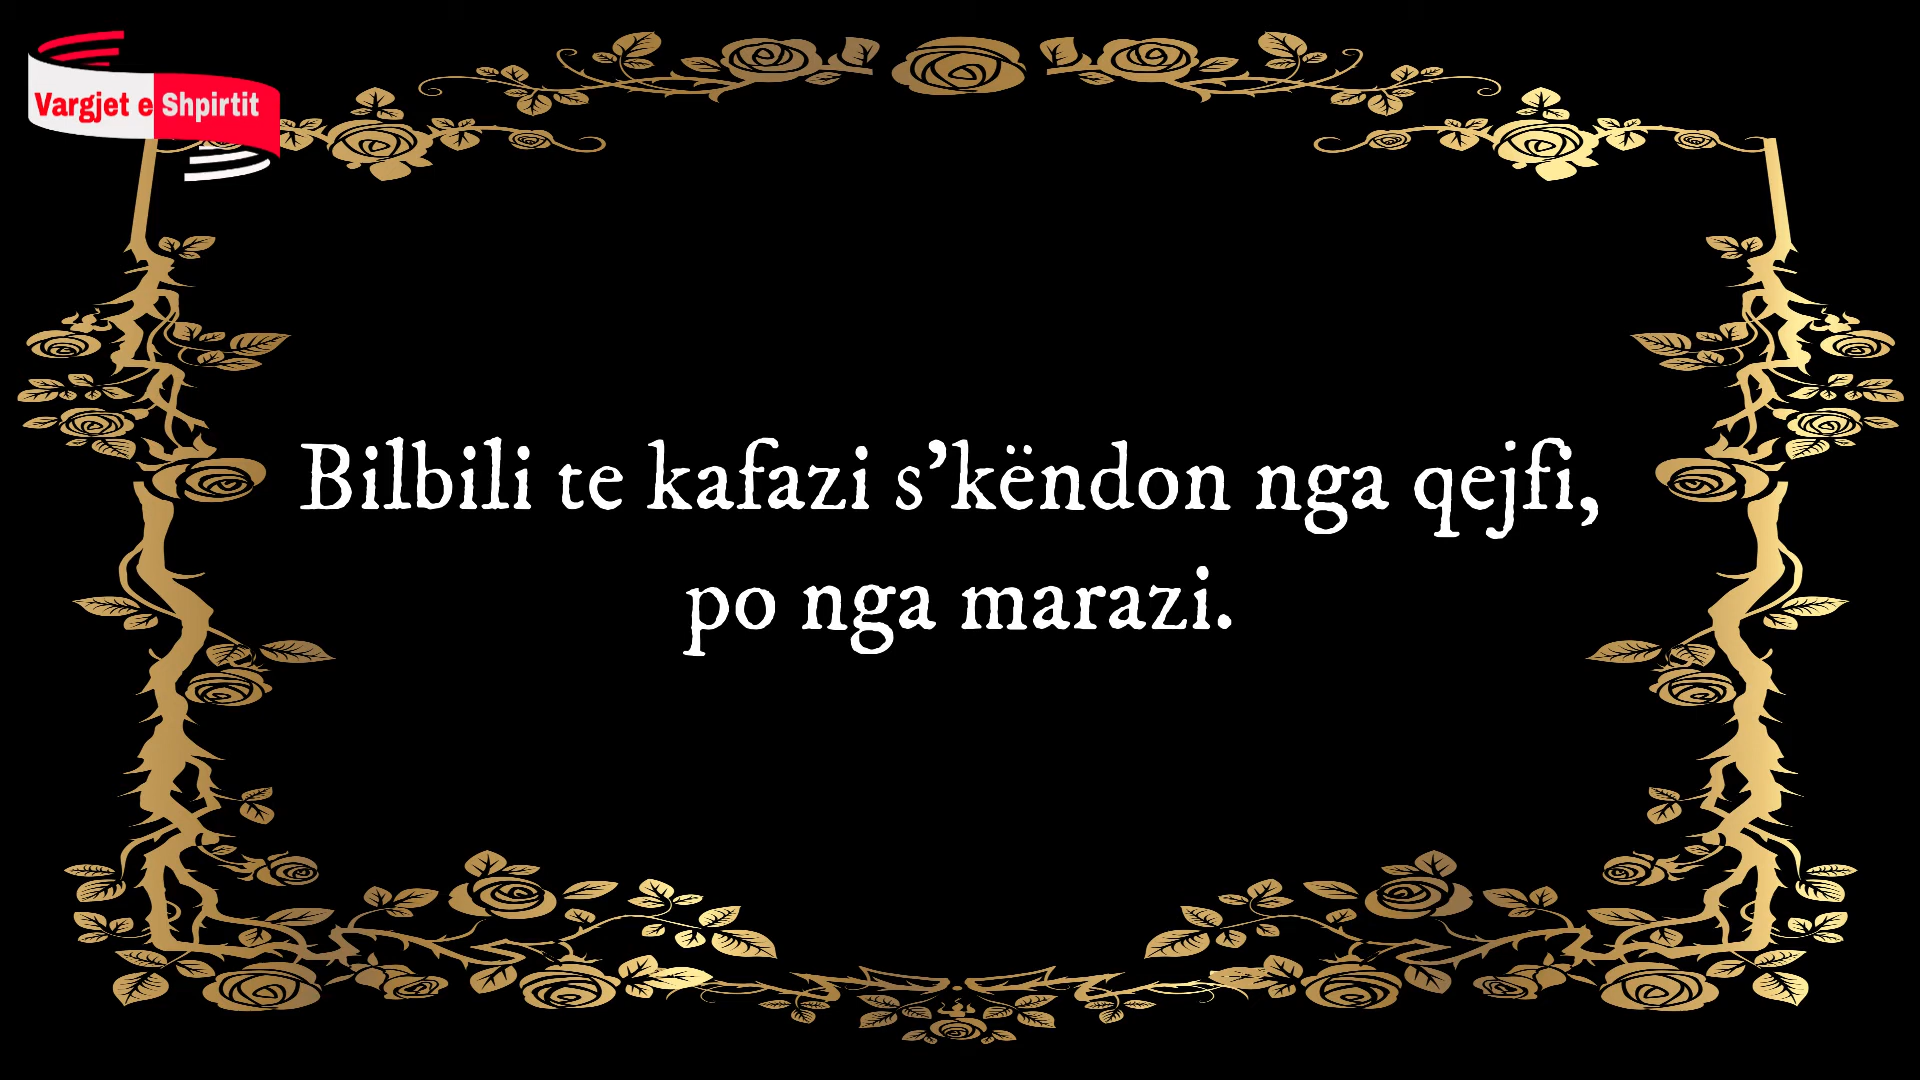 Vargjet e Shpirtit
Bilbili te kafazi s’këndon nga qejfi,
po nga marazi.